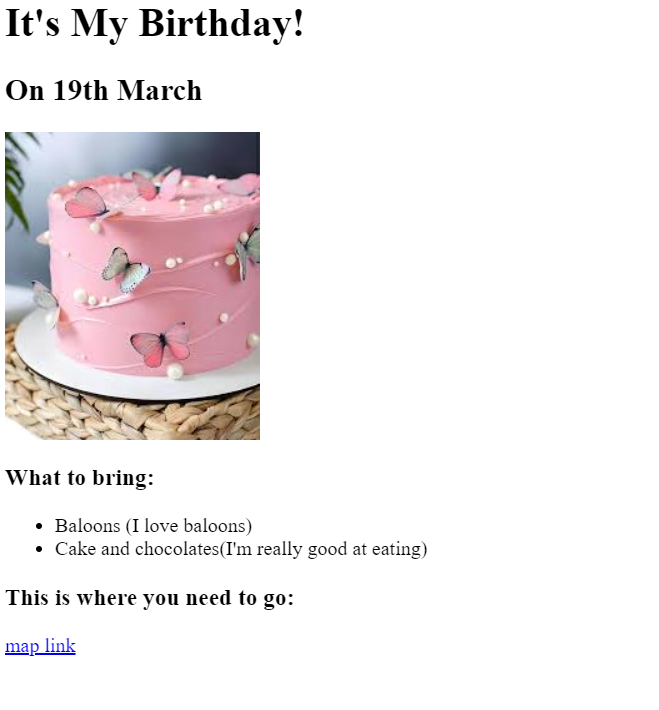 It's My Birthday!
On 19th March
What to bring:
Baloons (I love baloons)
Cake and chocolates(I'm really good at eating)
This is where you need to go:
map link